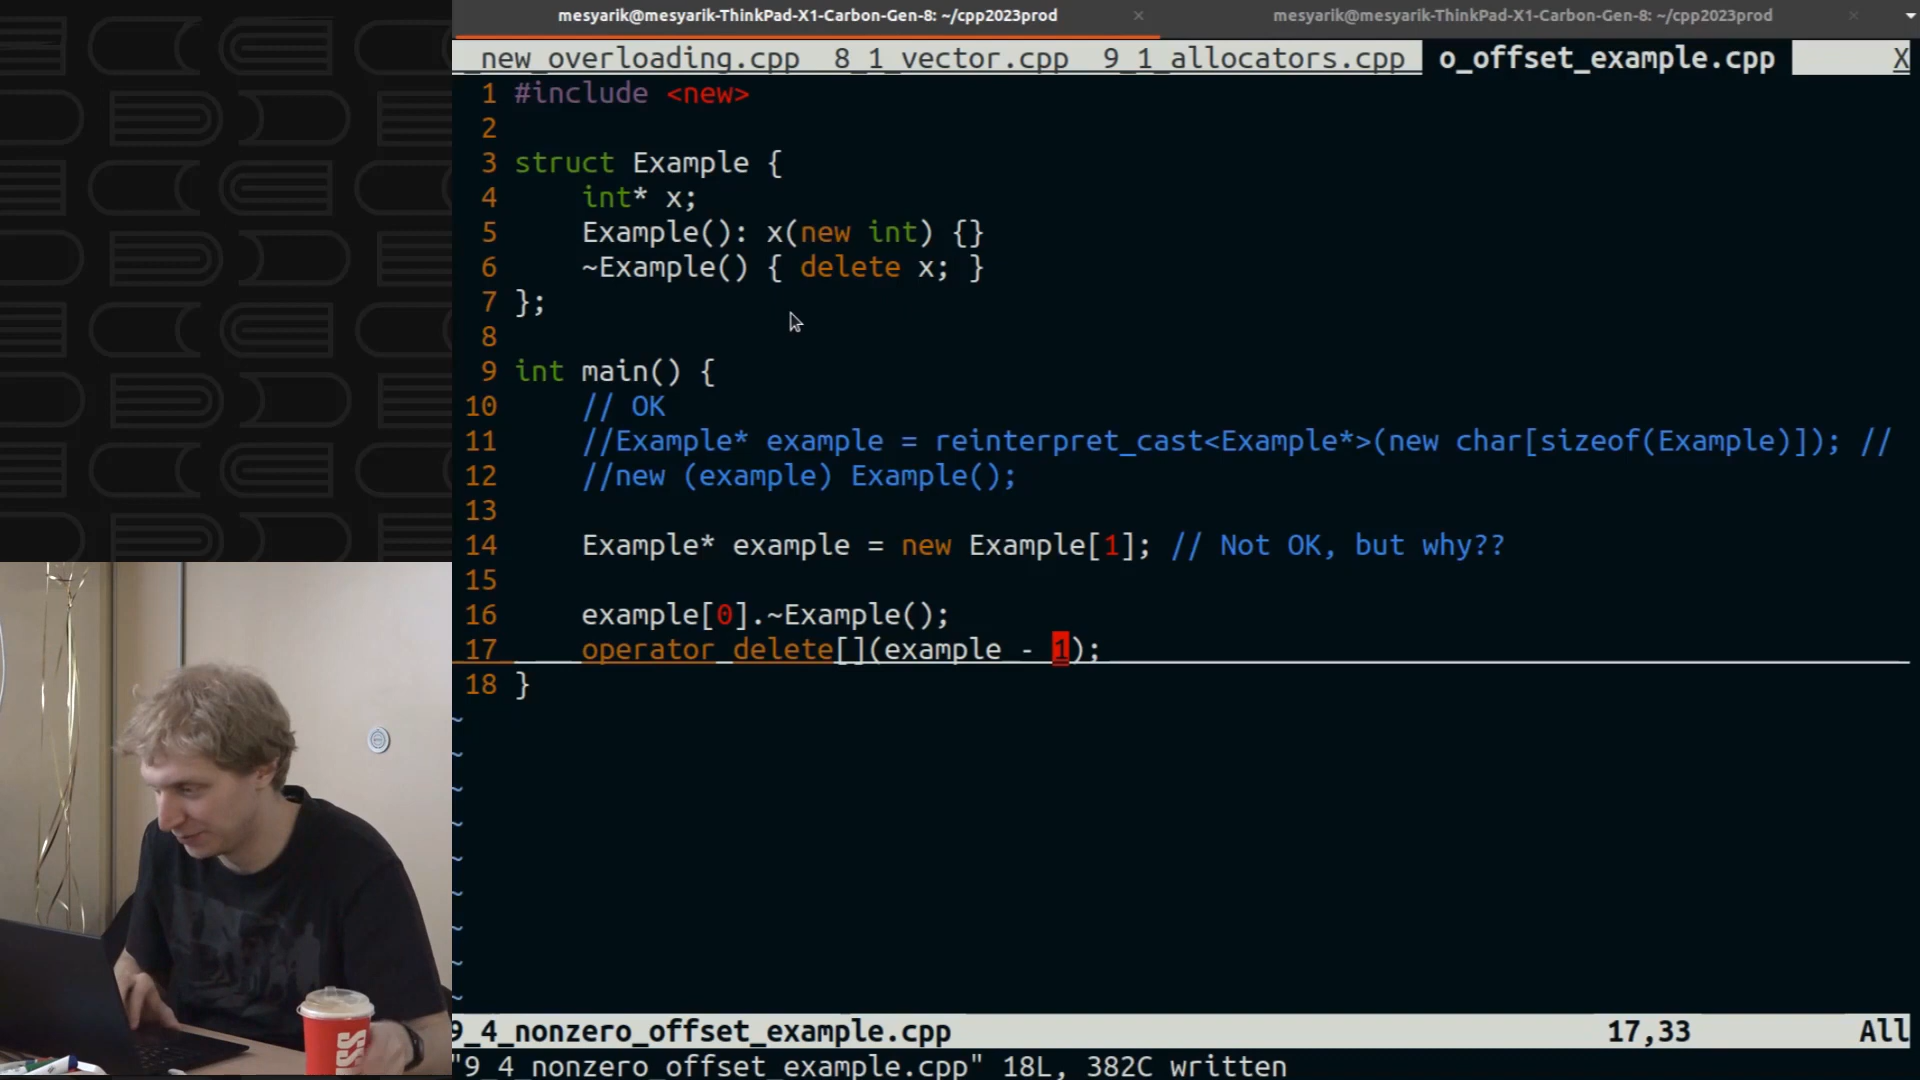 mesyarik@mesyarik-ThinkPad-X1-Carbon-Gen-8: ~/cpp2023prod × mesyarik@mesyarik-ThinkPad-X1-Carbon-Gen-8: ~/cpp2023prod ×
_new_overloading.cpp 8_1_vector.cpp 9_1_allocators.cpp o_offset_example.cpp X
1 #include <new>
2
3 struct Example {
4 int* x;
5 Example(): x(new int) {}
6 ~Example() { delete x; }
7 };
8
9 int main() {
10 // OK
11 //Example* example = reinterpret_cast<Example*>(new char[sizeof(Example)]); //
12 //new (example) Example();
13
14 Example* example = new Example[1]; // Not OK, but why??
15
16 example[0].~Example();
17 operator delete[](example - 1);
18 }
~
~
~
~
~
~
~
~
~
9_4_nonzero_offset_example.cpp 17,33 All
"9_4_nonzero_offset_example.cpp" 18L, 382C written